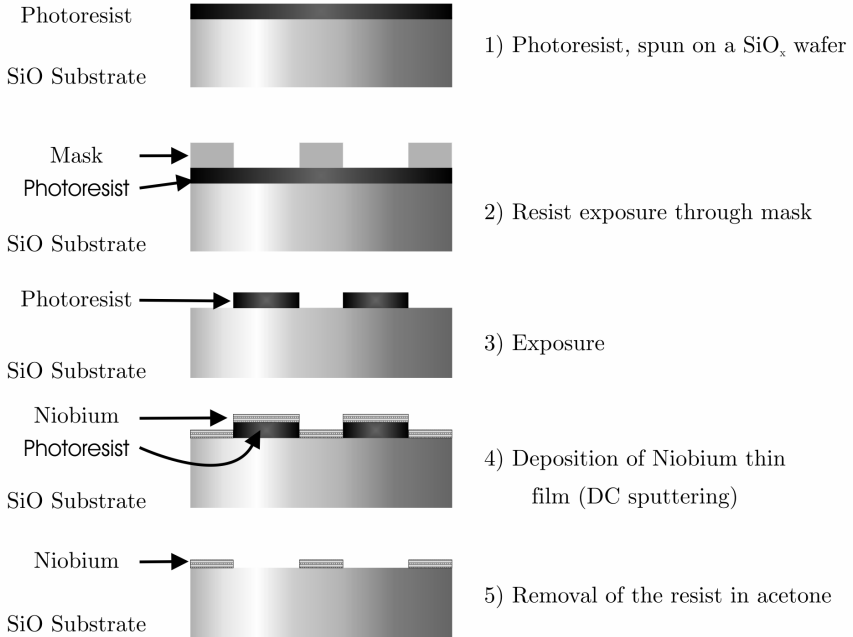 Photoresist
SiO Substrate
1) Photoresist, spun on a SiOₓ wafer
Mask
Photoresist
SiO Substrate
2) Resist exposure through mask
Photoresist
SiO Substrate
3) Exposure
Niobium
Photoresist
SiO Substrate
4) Deposition of Niobium thin
film (DC sputtering)
Niobium
SiO Substrate
5) Removal of the resist in acetone